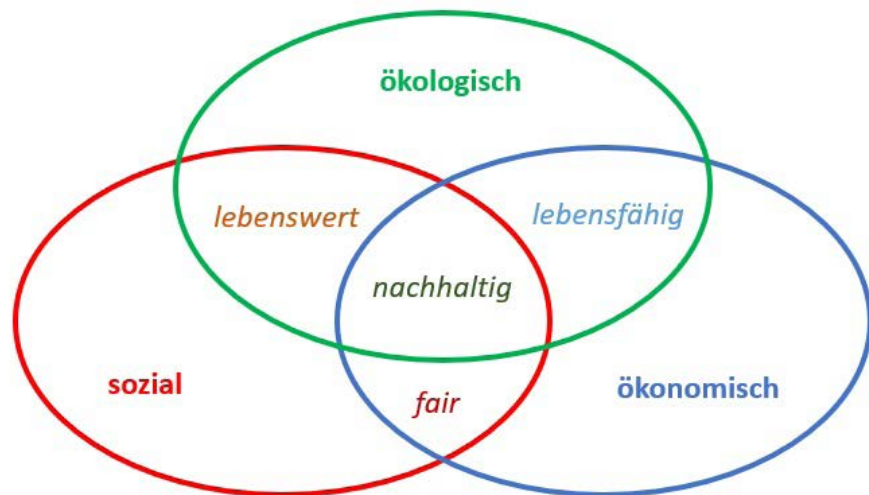 ökologisch
lebenswert
lebensfähig
nachhaltig
sozial
fair
ökonomisch